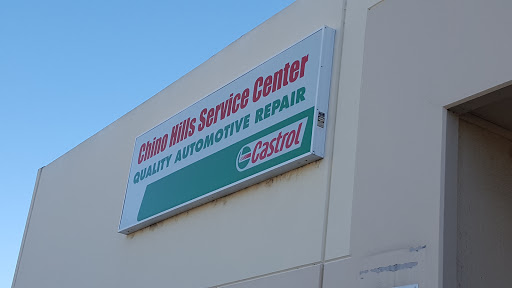 Chino Hills Service Center
QUALITY AUTOMOTIVE REPAIR
Castrol